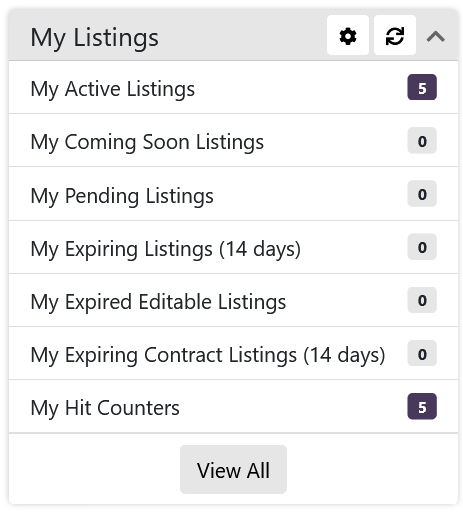 My Listings
My Active Listings 5
My Coming Soon Listings 0
My Pending Listings 0
My Expiring Listings (14 days) 0
My Expired Editable Listings 0
My Expiring Contract Listings (14 days) 0
My Hit Counters 5
View All